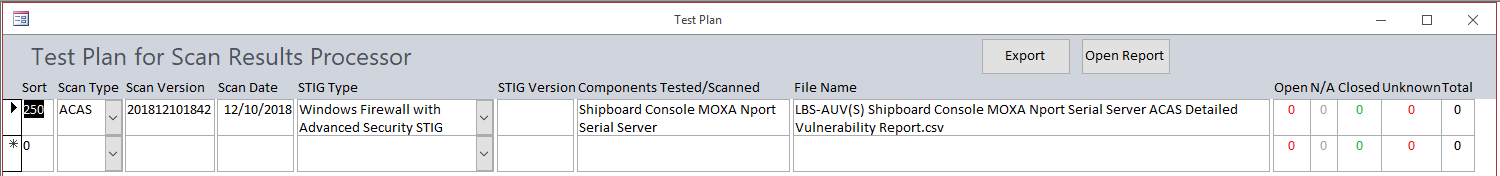 Test Plan
Test Plan for Scan Results Processor
Export
Open Report
Sort Scan Type Scan Version Scan Date STIG Type STIG Version Components Tested/Scanned File Name Open N/A Closed Unknown Total
250 ACAS 201812101842 12/10/2018 Windows Firewall with Shipboard Console MOXA Nport LBS-AUV(S) Shipboard Console MOXA Nport Serial Server ACAS Detailed 0 0 0 0 0
Advanced Security STIG Serial Server Vulnerability Report.csv
* 0 0 0 0 0 0